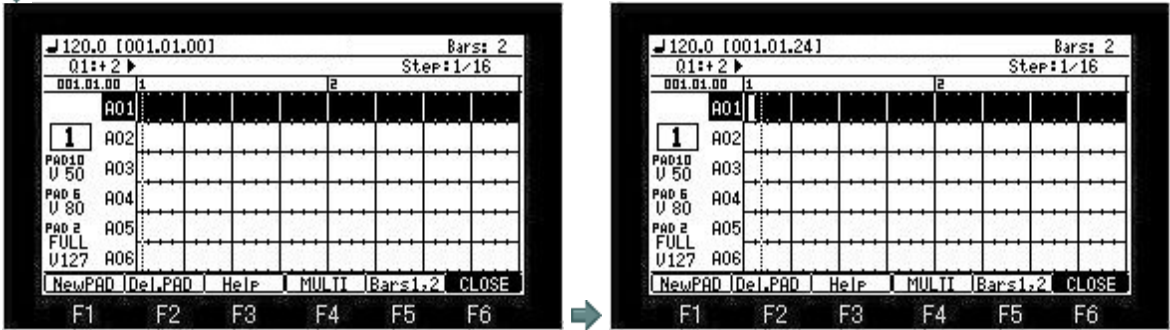 ♩120.0 [001.01.00] Bars: 2
Q1:+2▶ Step:1/16
001.01.00 1 2
A01
1 A02
PAD10
V 50 A03
PAD 6
V 80 A04
PAD 2 A05
FULL
V127 A06
NewPAD Del.PAD Help MULTI Bars1,2 CLOSE
F1 F2 F3 F4 F5 F6
♩120.0 [001.01.24] Bars: 2
Q1:+2▶ Step:1/16
001.01.00 1 2
A01
1 A02
PAD10
V 50 A03
PAD 6
V 80 A04
PAD 2 A05
FULL
V127 A06
NewPAD Del.PAD Help MULTI Bars1,2 CLOSE
F1 F2 F3 F4 F5 F6